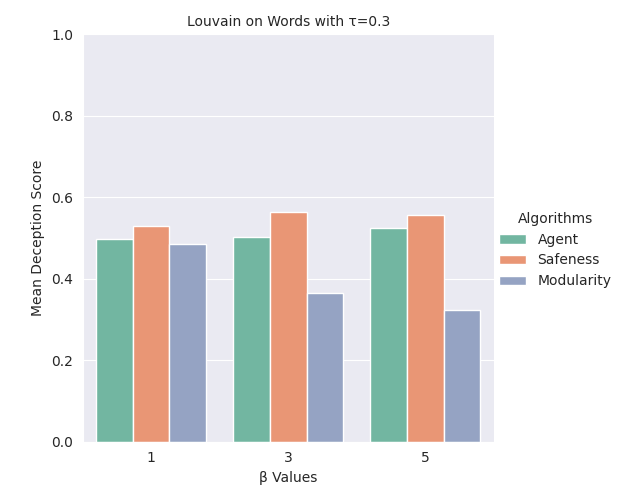 Louvain on Words with τ=0.3
1.0
0.8
0.6
0.4
0.2
0.0
Mean Deception Score
1
3
5
β Values
Algorithms
Agent
Safeness
Modularity